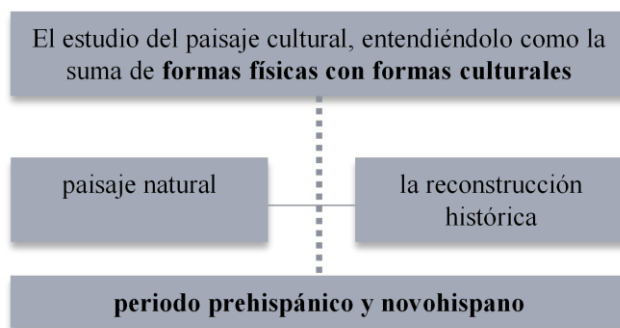 El estudio del paisaje cultural, entendiéndolo como la
suma de formas físicas con formas culturales
paisaje natural
la reconstrucción
histórica
periodo prehispánico y novohispano